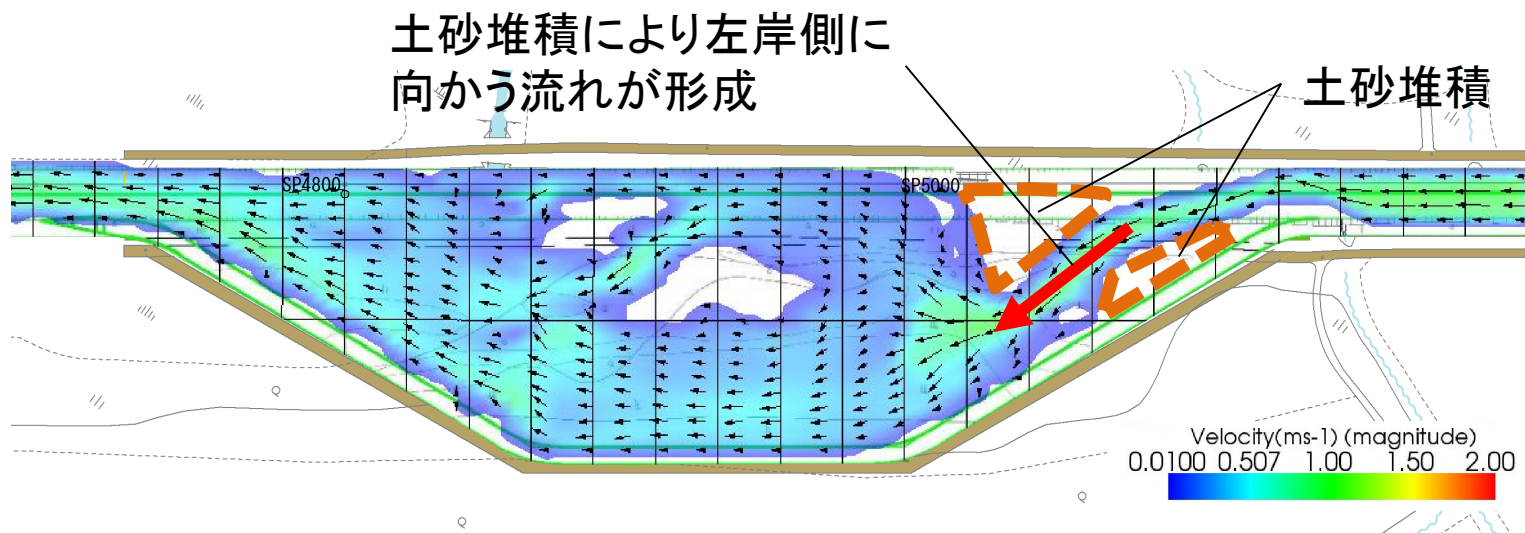 土砂堆積により左岸側に
向かう流れが形成
土砂堆積
SP4800
SP5000
Velocity(ms-1) (magnitude)
0.0100 0.507 1.00 1.50 2.00
Q
Q
Q